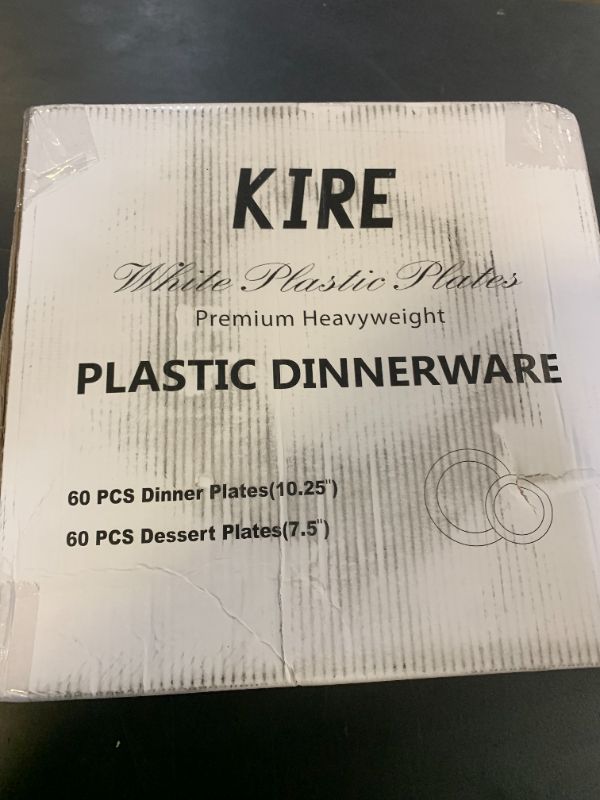 KIRE
White Plastic Plates
Premium Heavyweight
PLASTIC DINNERWARE
60 PCS Dinner Plates(10.25")
60 PCS Dessert Plates(7.5")